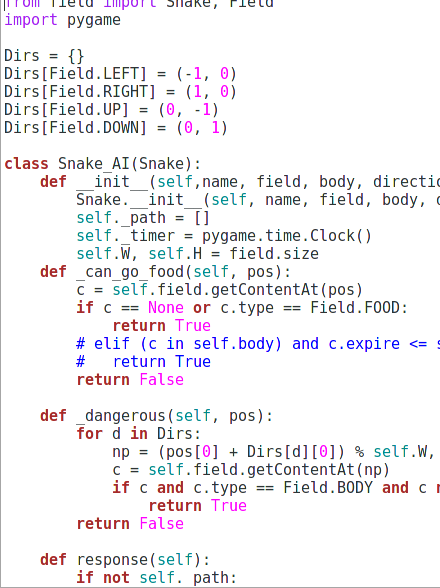 from field import Snake, Field
import pygame
Dirs = {}
Dirs[Field.LEFT] = (-1, 0)
Dirs[Field.RIGHT] = (1, 0)
Dirs[Field.UP] = (0, -1)
Dirs[Field.DOWN] = (0, 1)
class Snake_AI(Snake):
    def __init__(self,name, field, body, directio
        Snake.__init__(self, name, field, body, d
        self._path = []
        self._timer = pygame.time.Clock()
        self.W, self.H = field.size
    def _can_go_food(self, pos):
        c = self.field.getContentAt(pos)
        if c == None or c.type == Field.FOOD:
            return True
        # elif (c in self.body) and c.expire <= s
        #   return True
        return False
    def _dangerous(self, pos):
        for d in Dirs:
            np = (pos[0] + Dirs[d][0]) % self.W,
            c = self.field.getContentAt(np)
            if c and c.type == Field.BODY and c
                return True
        return False
    def response(self):
        if not self._path: